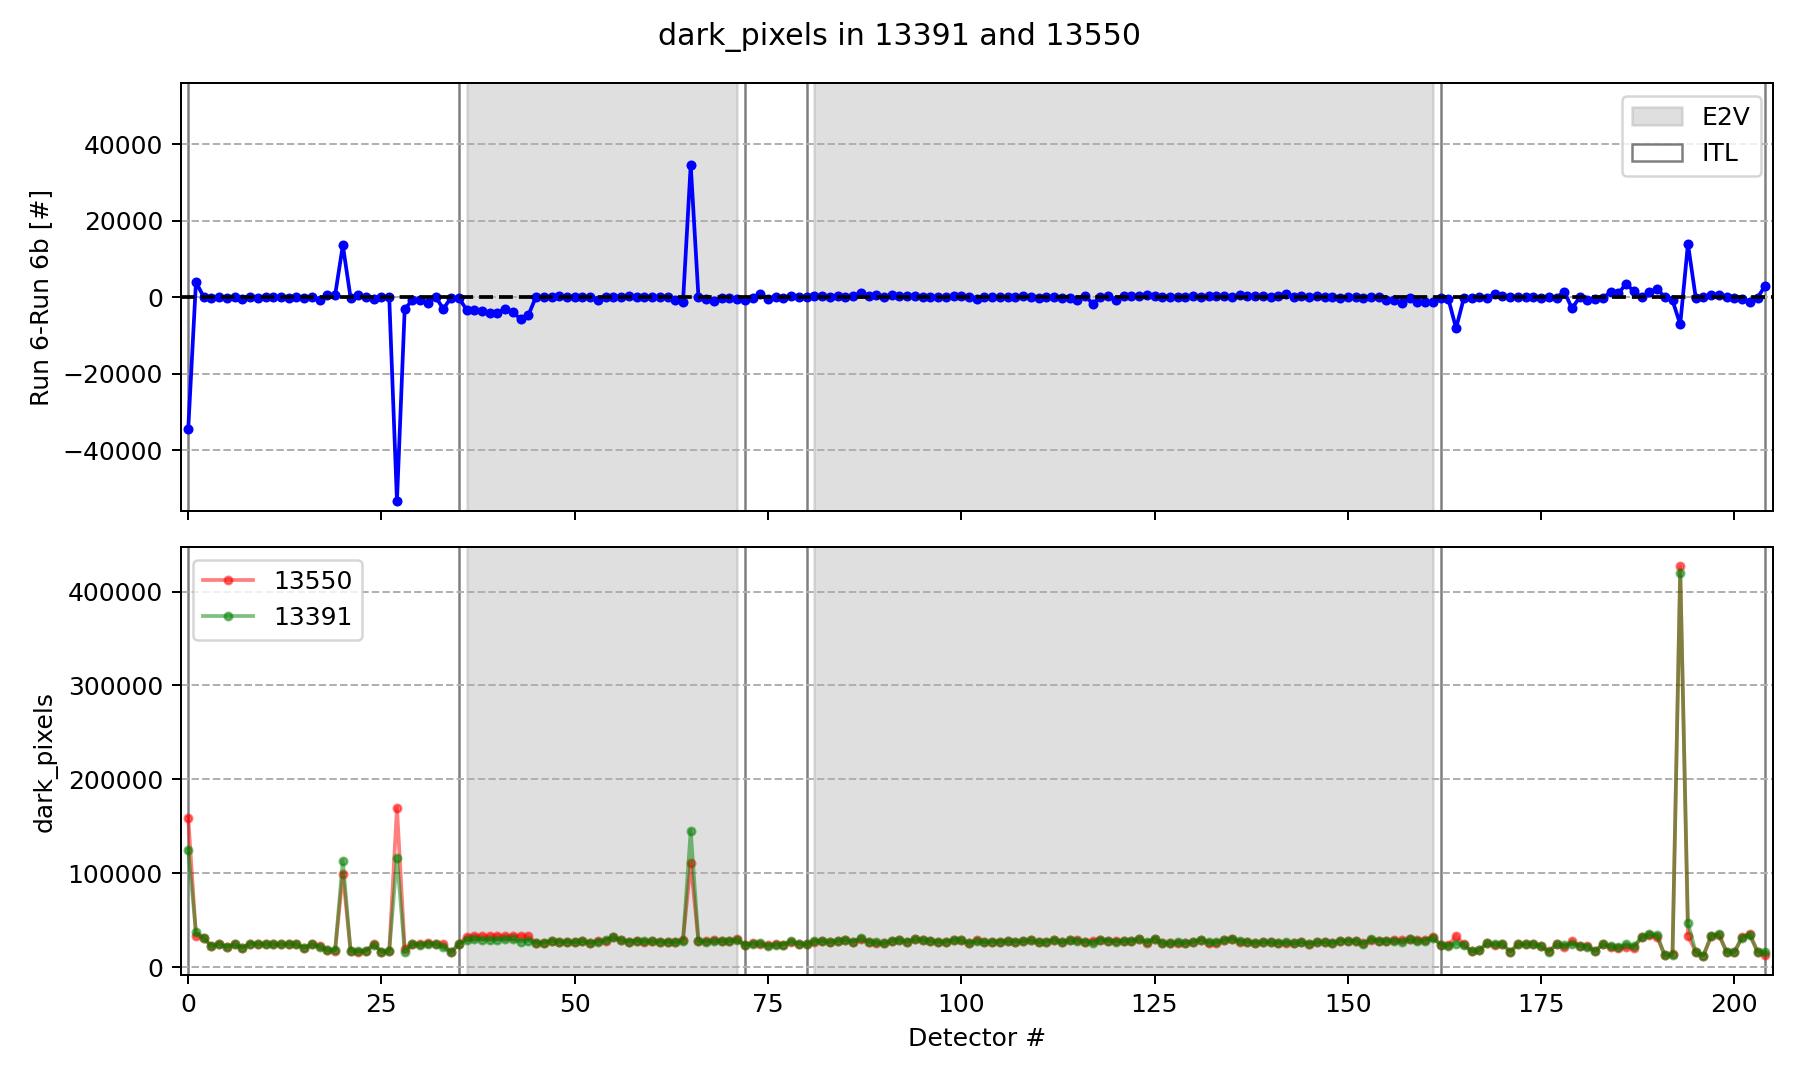 dark_pixels in 13391 and 13550
Run 6-Run 6b [#]
40000
20000
0
−20000
−40000
E2V
ITL
dark_pixels
400000
300000
200000
100000
0
13550
13391
0 25 50 75 100 125 150 175 200
Detector #